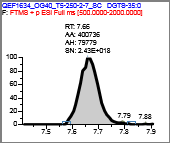 QEF1534_OG40_T5-250-2-7_SC DGTS-35:0
F: FTMS + p ESI Full ms [500.0000-2000.0000]
RT: 7.66
AA: 400736
AH: 79779
SN: 2.43E+018
100
80
60
40
20
0
7.79
7.88
7.5 7.6 7.7 7.8 7.9